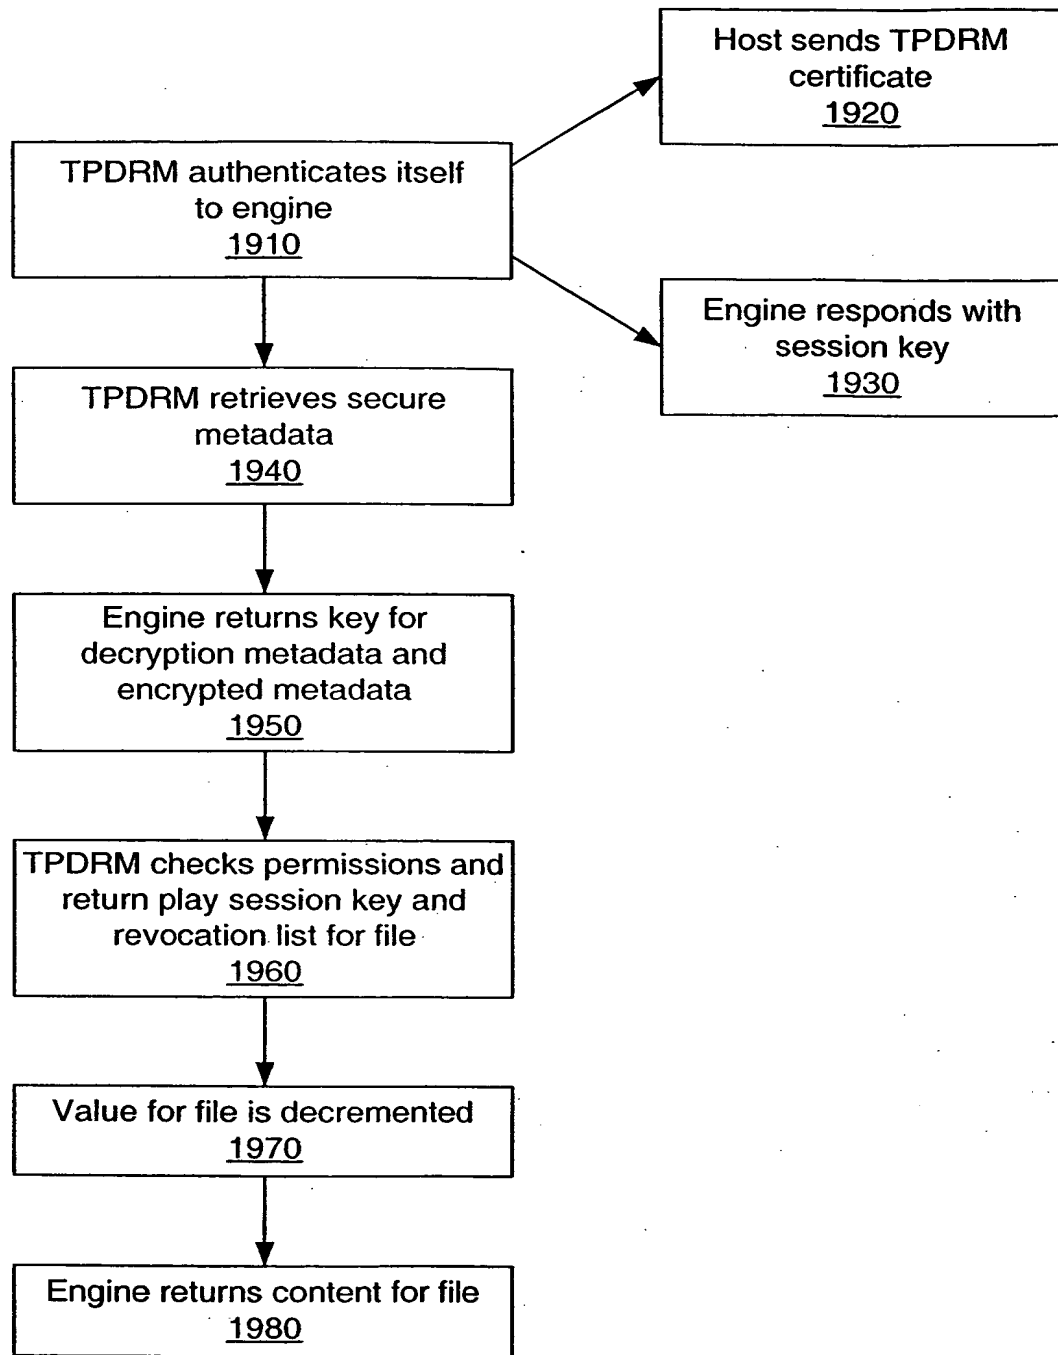 Host sends TPDRM
certificate
1920
TPDRM authenticates itself
to engine
1910
Engine responds with
session key
1930
TPDRM retrieves secure
metadata
1940
Engine returns key for
decryption metadata and
encrypted metadata
1950
TPDRM checks permissions and
return play session key and
revocation list for file
1960
Value for file is decremented
1970
Engine returns content for file
1980